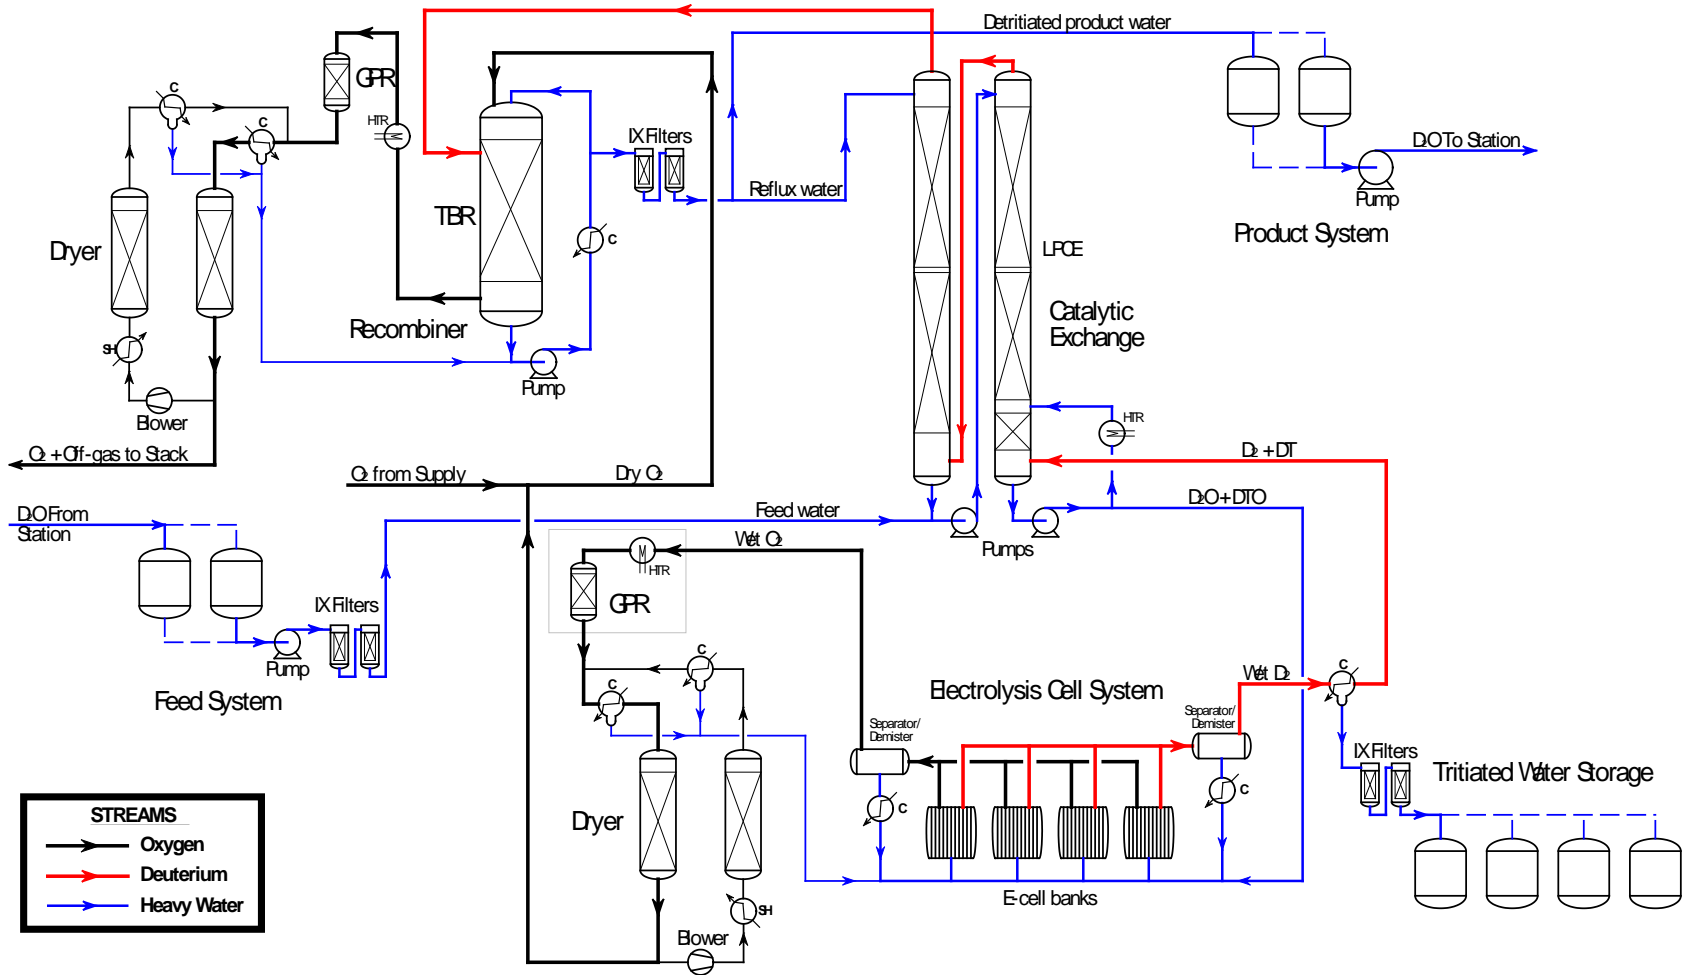 Detritiated product water
C
GPR
HTR
C
IX Filters
D₂O To Station
Reflux water
Pump
TBR
Product System
Dryer
C
LPCE
Catalytic
Exchange
Recombiner
SH
Pump
Blower
HTR
O₂ + Off-gas to Stack
O₂ from Supply
Dry O₂
D₂ + DT
D₂O From
Station
Feed water
D₂O + DTO
Wet O₂
Pumps
HTR
GPR
IX Filters
Pump
C
C
Feed System
Electrolysis Cell System
Wet D₂
C
Separator/
Demister
Separator/
Demister
IX Filters
Tritiated Water Storage
C
C
Dryer
STREAMS
Oxygen
Deuterium
Heavy Water
E-cell banks
SH
Blower